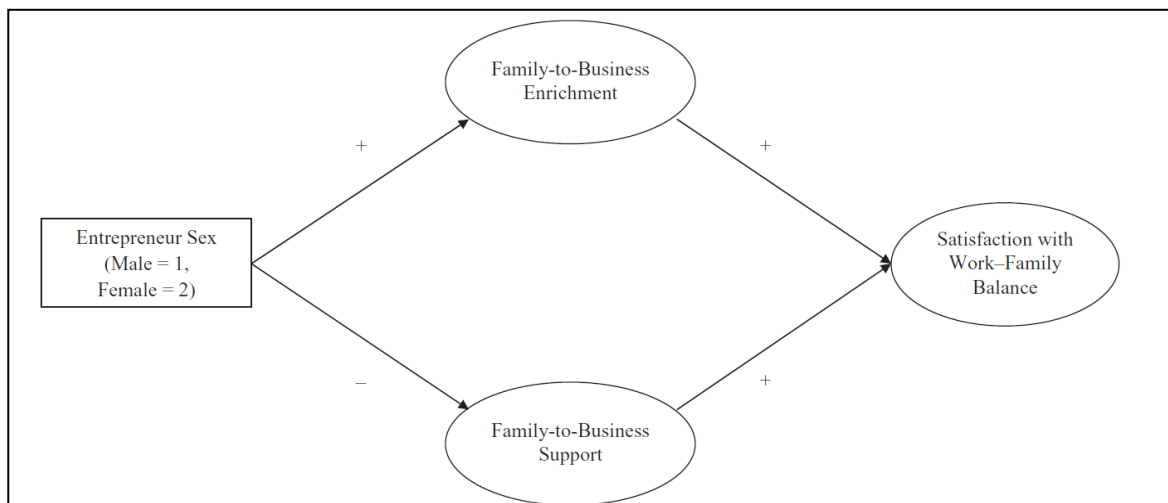 Family-to-Business
Enrichment
+
+
Entrepreneur Sex
(Male = 1,
Female = 2)
Satisfaction with
Work–Family
Balance
–
+
Family-to-Business
Support